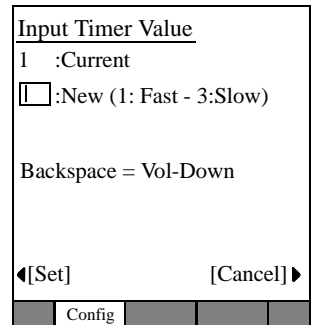 Input Timer Value
1 :Current
:New (1: Fast - 3:Slow)
Backspace = Vol-Down
[Set] [Cancel]
Config